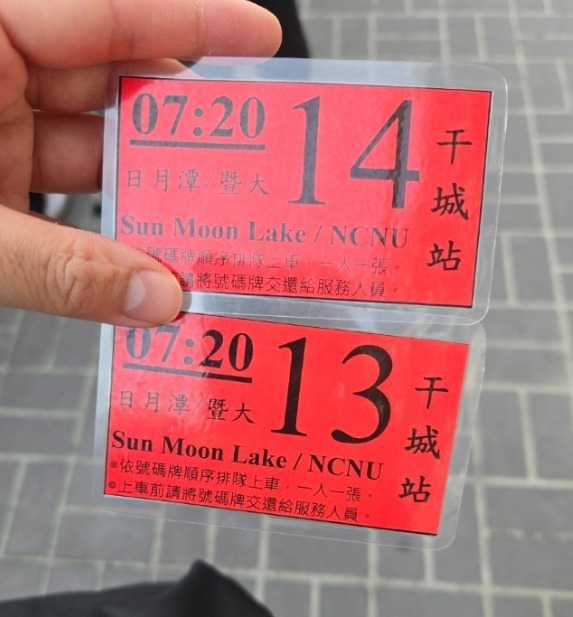 07:20
14
日月潭/暨大
Sun Moon Lake / NCNU
號碼牌順序排隊上車,一人一張。
請將號碼牌交還給服務人員。
干城站
07:20
13
日月潭/暨大
Sun Moon Lake / NCNU
●依號碼牌順序排隊上車,一人一張。
●上車前請將號碼牌交還給服務人員。
干城站